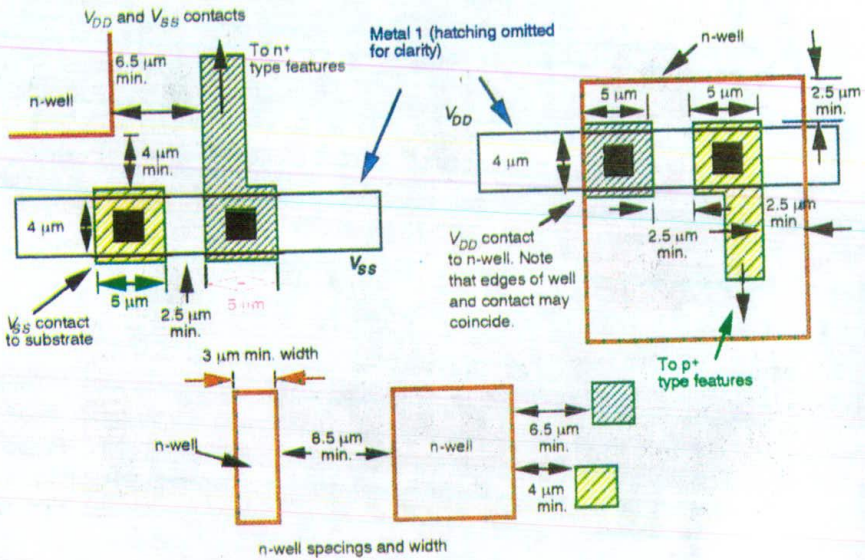 V_DD and V_SS contacts
6.5 µm
min.
n-well
To n⁺
type features
4 µm
min.
4 µm
V_SS
5 µm
5 µm
2.5 µm
min.
V_SS contact
to substrate
Metal 1 (hatching omitted
for clarity)
n-well
5 µm
5 µm
2.5 µm
min.
V_DD
4 µm
2.5 µm
min.
2.5 µm
min.
V_DD contact
to n-well. Note
that edges of well
and contact may
coincide.
To p⁺
type features
3 µm min. width
n-well
8.5 µm
min.
n-well
6.5 µm
min.
4 µm
min.
n-well spacings and width